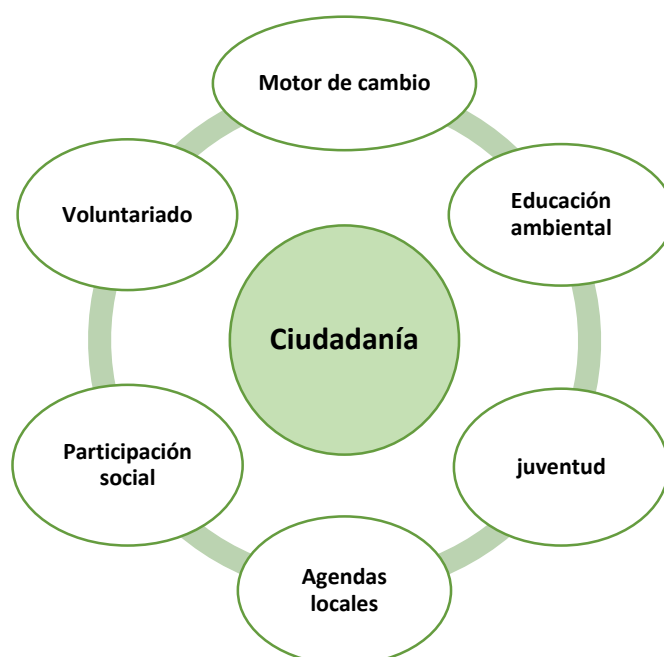 Motor de cambio
Educación
ambiental
Voluntariado
Ciudadanía
Participación
social
juventud
Agendas
locales